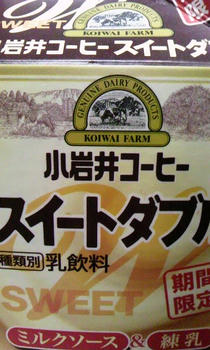 GENUINE DAIRY PRODUCTS
KOIWAI FARM
SWEET
小岩井コーヒー スイートダ
GENUINE DAIRY PRODUCTS
KOIWAI FARM
小岩井コーヒー
スイートダブル
種類別 乳飲料
SWEET
期間
限定
ミルクソース & 練乳